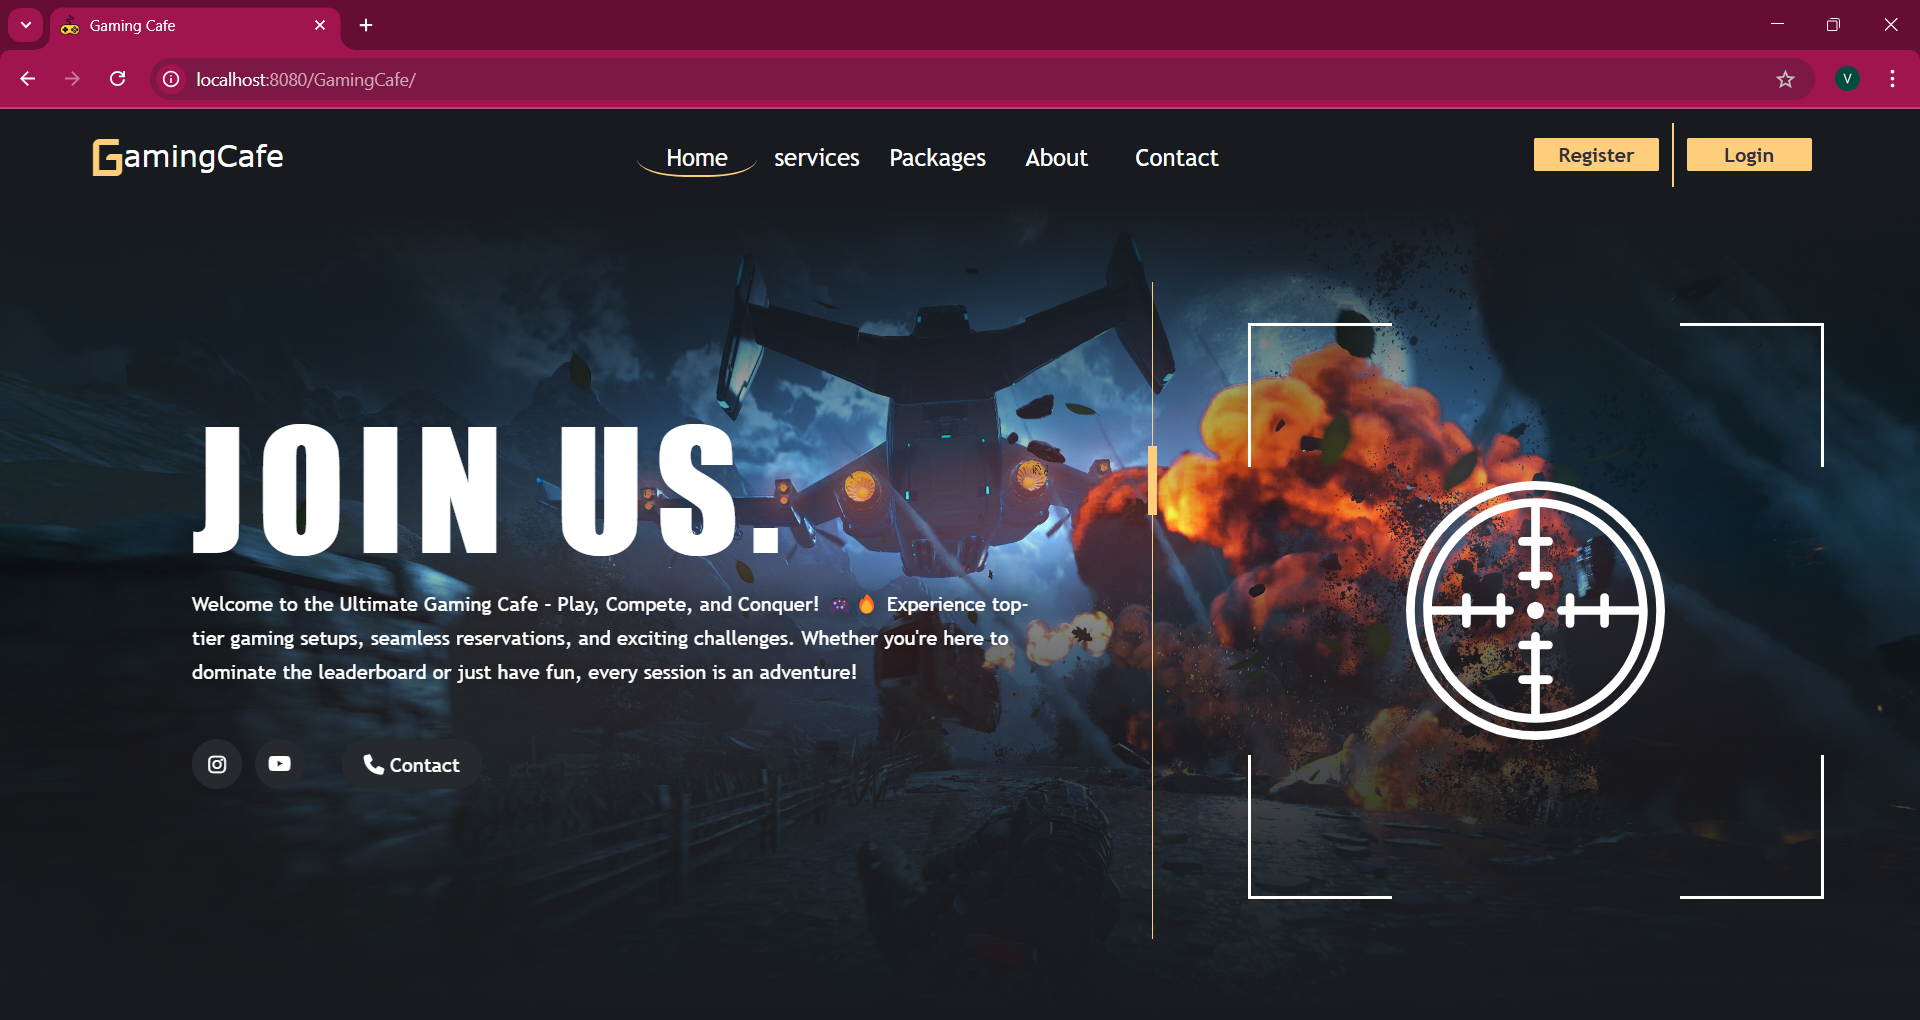 Gaming Cafe
localhost:8080/GamingCafe/
V
GamingCafe
Home services Packages About Contact
Register Login
JOIN US.
Welcome to the Ultimate Gaming Cafe - Play, Compete, and Conquer! 🎮 🔥 Experience top-
tier gaming setups, seamless reservations, and exciting challenges. Whether you're here to
dominate the leaderboard or just have fun, every session is an adventure!
Contact